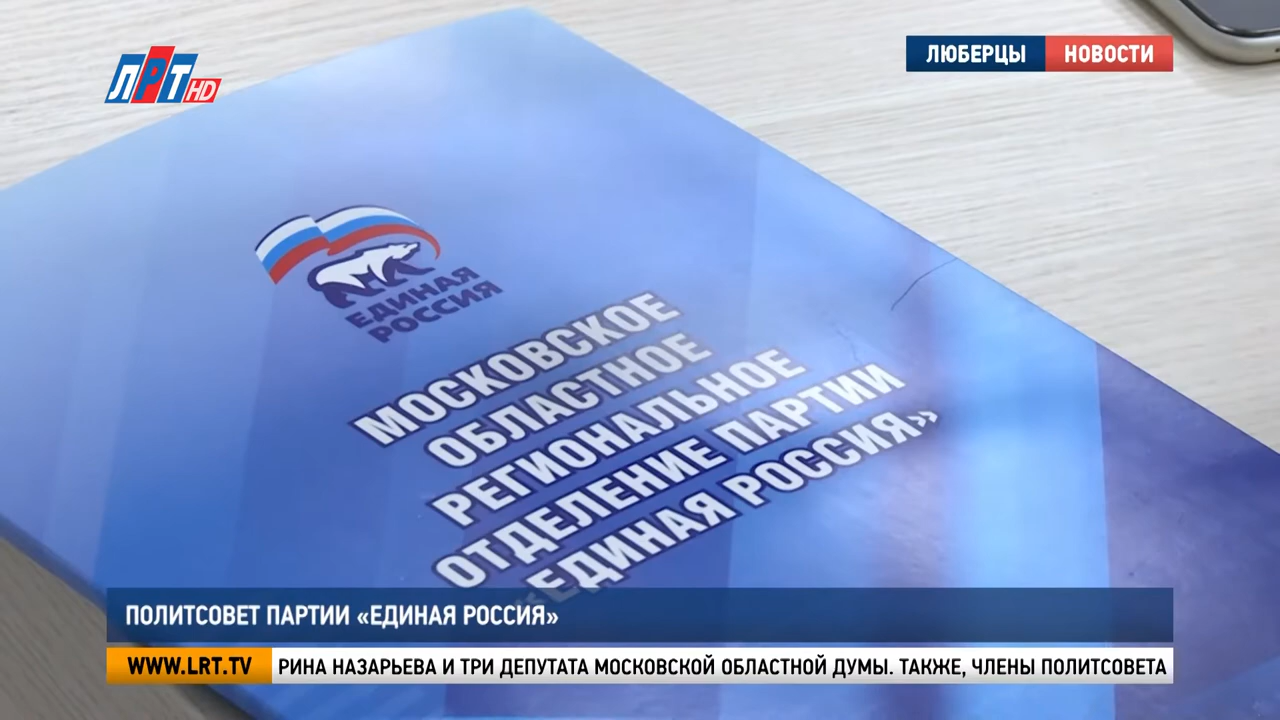 ЛРТ HD
ЛЮБЕРЦЫ НОВОСТИ
ЕДИНАЯ
РОССИЯ
МОСКОВСКОЕ
ОБЛАСТНОЕ
РЕГИОНАЛЬНОЕ
ОТДЕЛЕНИЕ ПАРТИИ
«ЕДИНАЯ РОССИЯ»
ПОЛИТСОВЕТ ПАРТИИ «ЕДИНАЯ РОССИЯ»
WWW.LRT.TV РИНА НАЗАРЬЕВА И ТРИ ДЕПУТАТА МОСКОВСКОЙ ОБЛАСТНОЙ ДУМЫ. ТАКЖЕ, ЧЛЕНЫ ПОЛИТСОВЕТА